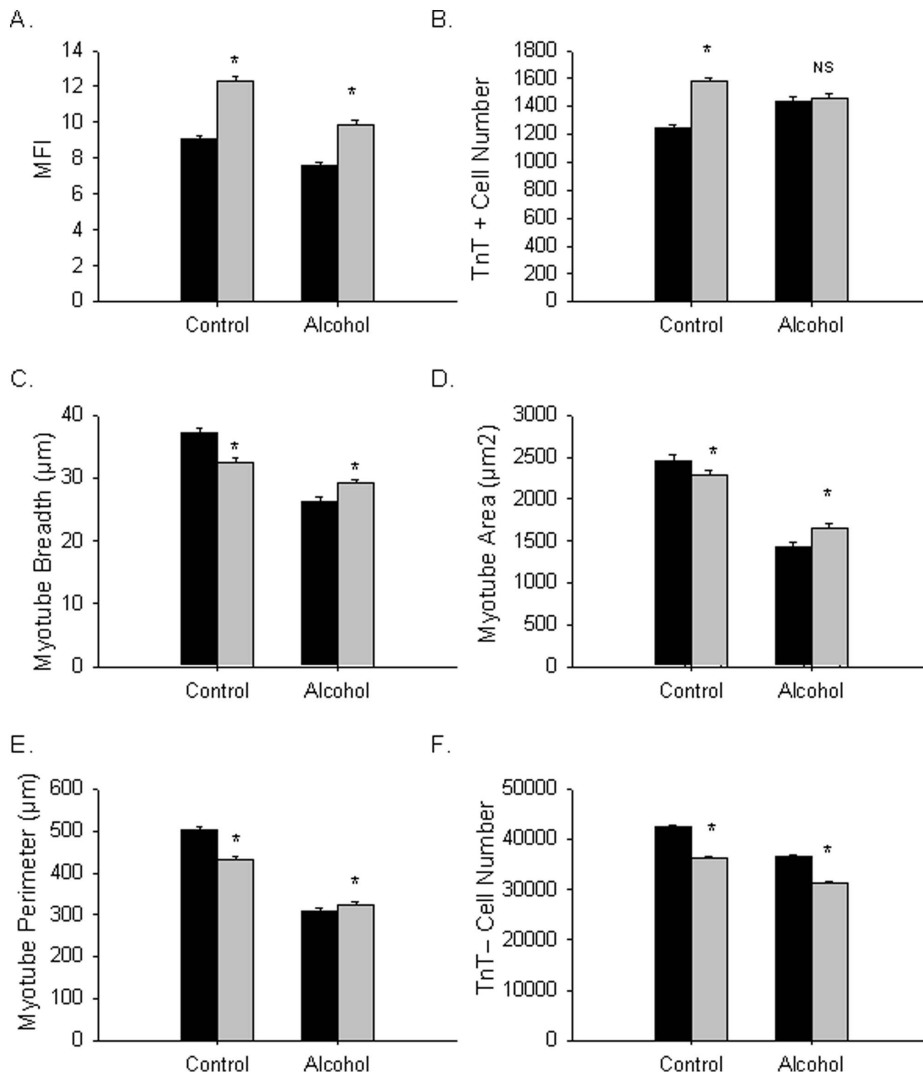 A.
MFI
14
12
10
8
6
4
2
0
*
*
Control
Alcohol
B.
TnT + Cell Number
1800
1600
1400
1200
1000
800
600
400
200
0
*
NS
Control
Alcohol
C.
Myotube Breadth (µm)
40
30
20
10
0
*
*
Control
Alcohol
D.
Myotube Area (µm2)
3000
2500
2000
1500
1000
500
0
*
*
Control
Alcohol
E.
Myotube Perimeter (µm)
600
500
400
300
200
100
0
*
*
Control
Alcohol
F.
TnT– Cell Number
50000
40000
30000
20000
10000
0
*
*
Control
Alcohol